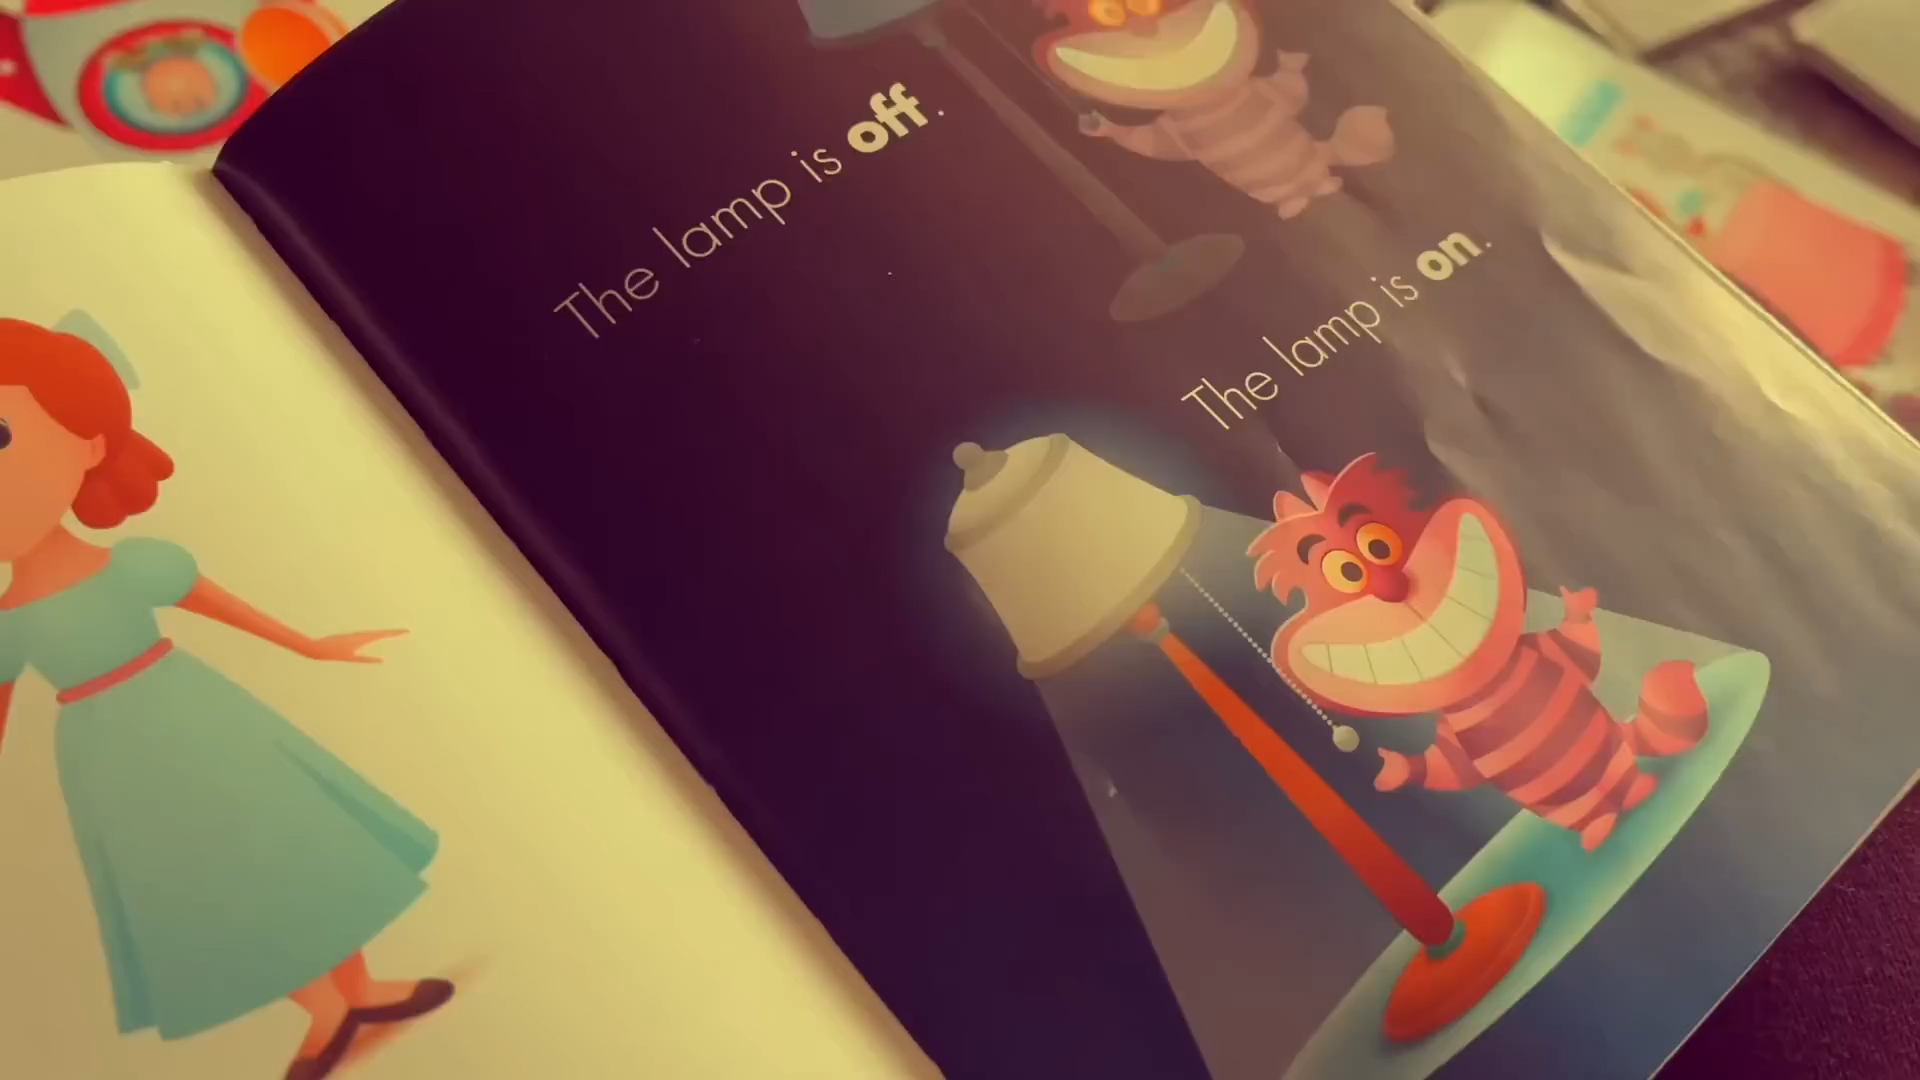 The lamp is off.
The lamp is on.